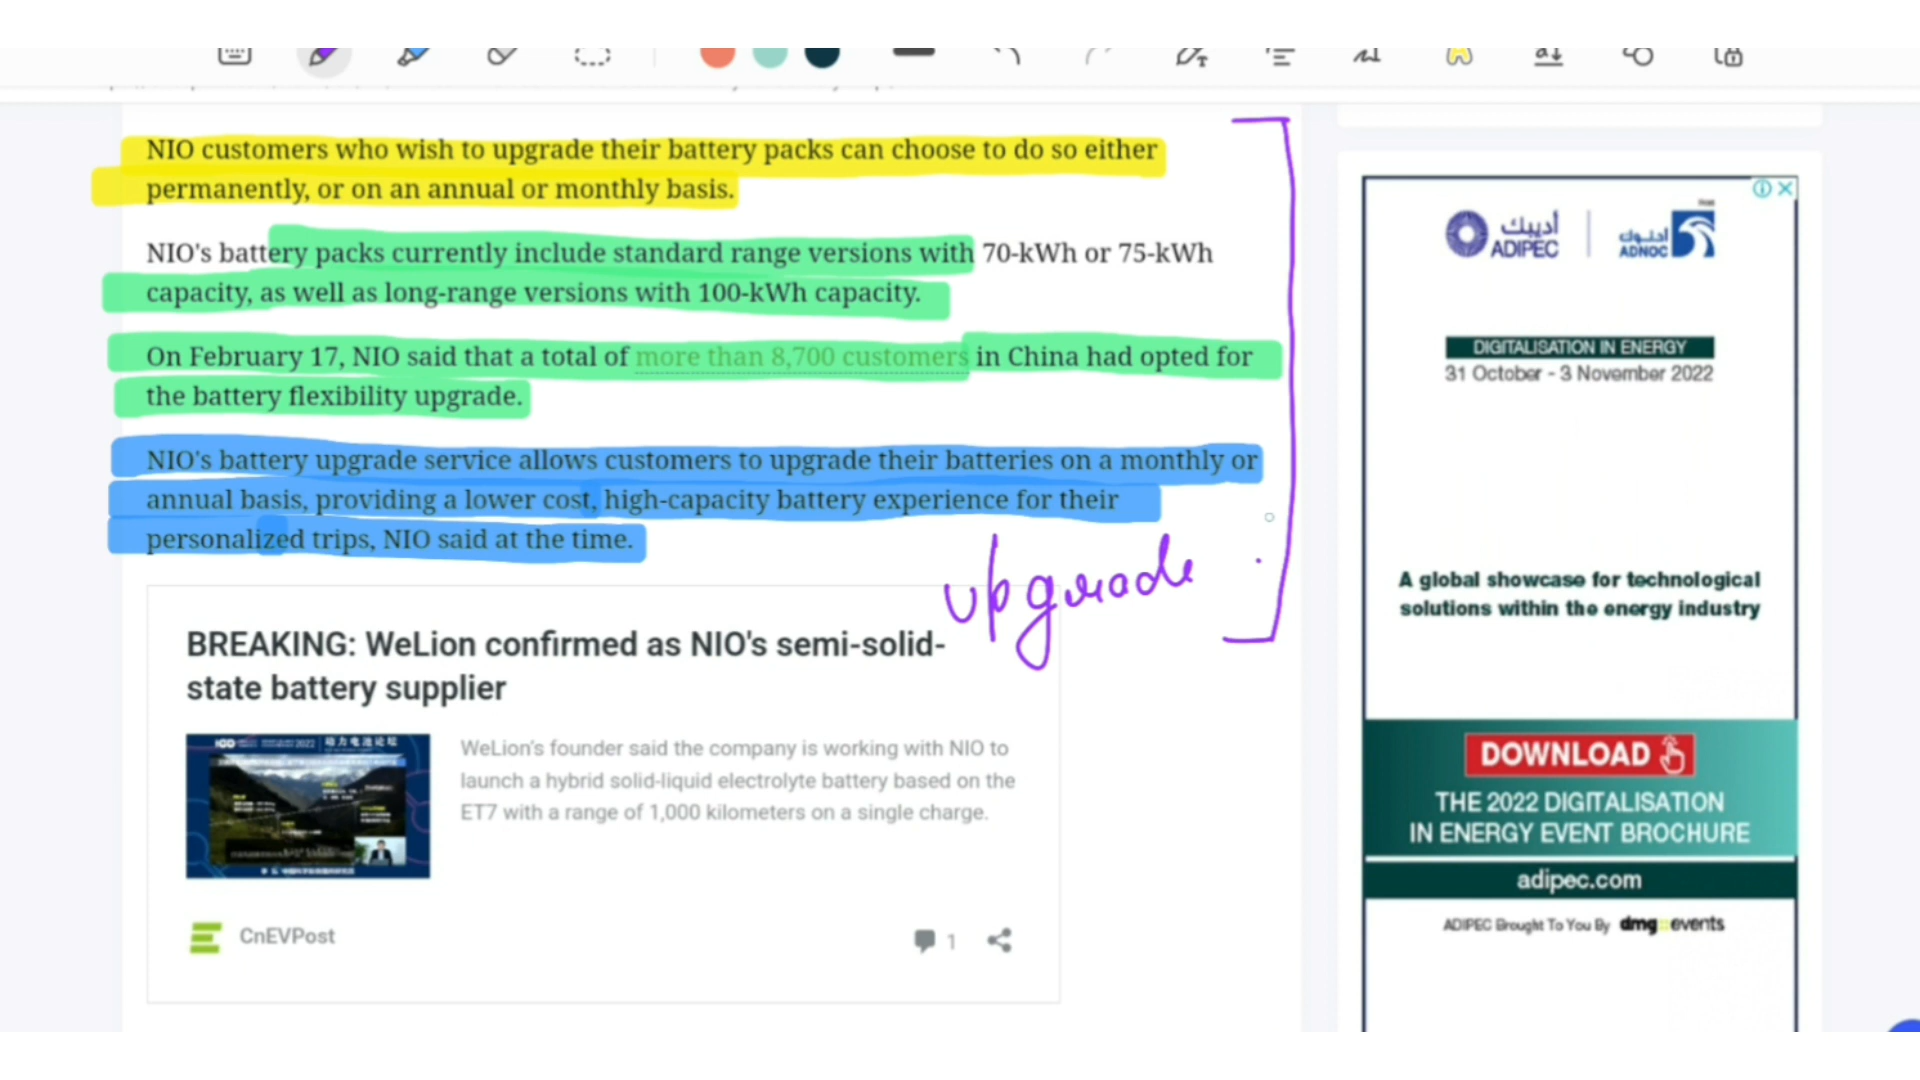 NIO customers who wish to upgrade their battery packs can choose to do so either
permanently, or on an annual or monthly basis.
NIO's battery packs currently include standard range versions with 70-kWh or 75-kWh
capacity, as well as long-range versions with 100-kWh capacity.
On February 17, NIO said that a total of more than 8,700 customers in China had opted for
the battery flexibility upgrade.
NIO's battery upgrade service allows customers to upgrade their batteries on a monthly or
annual basis, providing a lower cost, high-capacity battery experience for their
personalized trips, NIO said at the time.
upgrade
BREAKING: WeLion confirmed as NIO's semi-solid-
state battery supplier
WeLion's founder said the company is working with NIO to
launch a hybrid solid-liquid electrolyte battery based on the
ET7 with a range of 1,000 kilometers on a single charge.
CnEVPost
1
أديبك
ADIPEC
أدنوك
ADNOC
DIGITALISATION IN ENERGY
31 October - 3 November 2022
A global showcase for technological
solutions within the energy industry
DOWNLOAD
THE 2022 DIGITALISATION
IN ENERGY EVENT BROCHURE
adipec.com
ADIPEC Brought To You By dmg::events